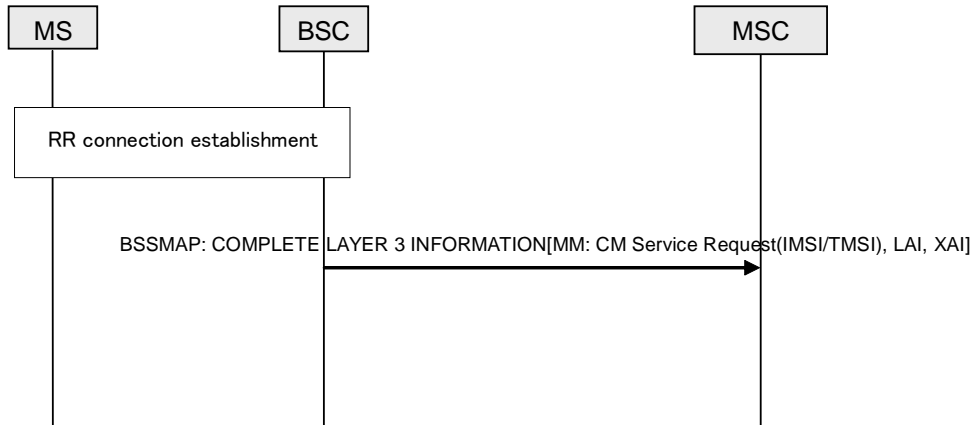 MS
BSC
MSC
RR connection establishment
BSSMAP: COMPLETE LAYER 3 INFORMATION[MM: CM Service Request(IMSI/TMSI), LAI, XAI]